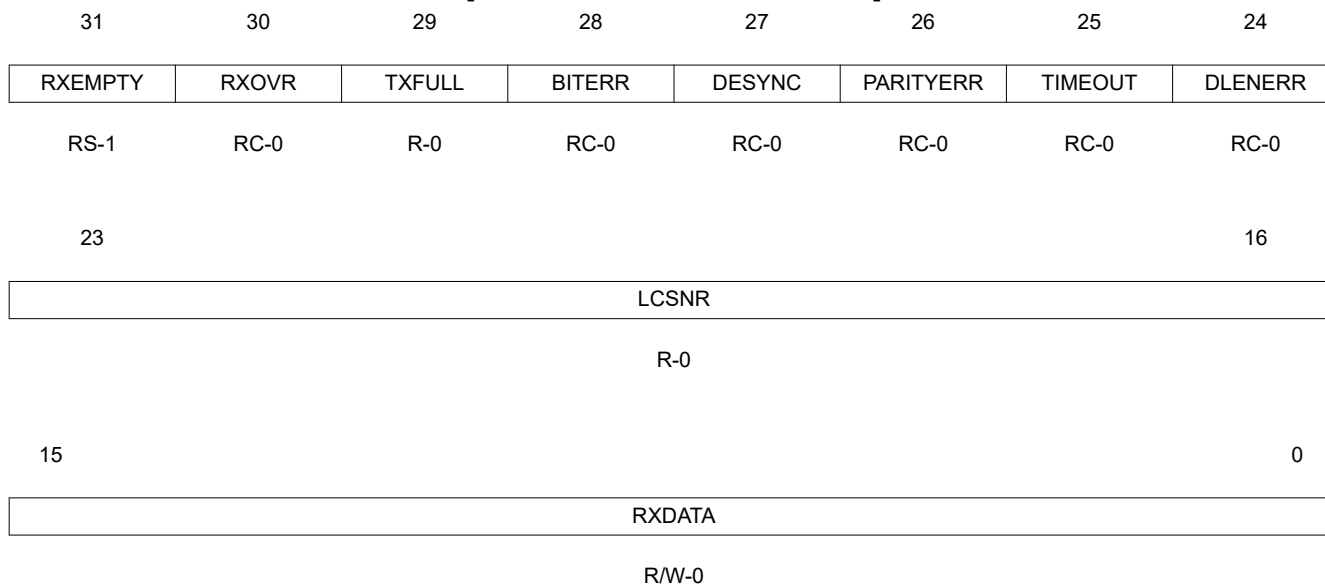 31 30 29 28 27 26 25 24
RXEMPTY RXOVR TXFULL BITERR DESYNC PARITYERR TIMEOUT DLENERR
RS-1 RC-0 R-0 RC-0 RC-0 RC-0 RC-0 RC-0
23 16
LCSNR
R-0
15 0
RXDATA
R/W-0